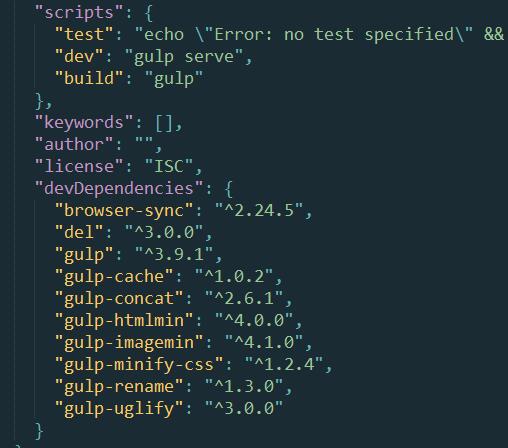 "scripts": {
"test": "echo \"Error: no test specified\" &&
"dev": "gulp serve",
"build": "gulp"
},
"keywords": [],
"author": "",
"license": "ISC",
"devDependencies": {
"browser-sync": "^2.24.5",
"del": "^3.0.0",
"gulp": "^3.9.1",
"gulp-cache": "^1.0.2",
"gulp-concat": "^2.6.1",
"gulp-htmlmin": "^4.0.0",
"gulp-imagemin": "^4.1.0",
"gulp-minify-css": "^1.2.4",
"gulp-rename": "^1.3.0",
"gulp-uglify": "^3.0.0"
}